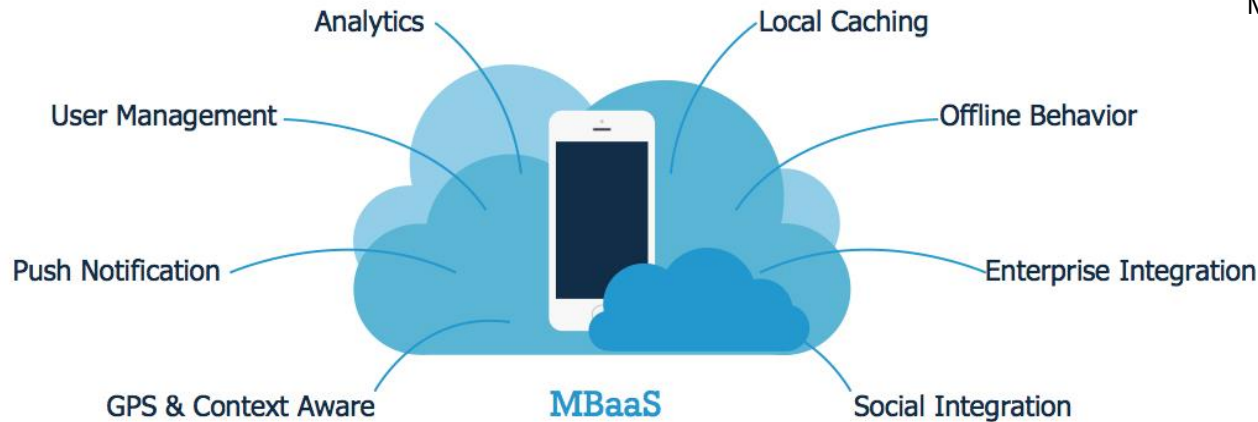 Analytics
Local Caching
User Management
Offline Behavior
Push Notification
Enterprise Integration
GPS & Context Aware
MBaaS
Social Integration